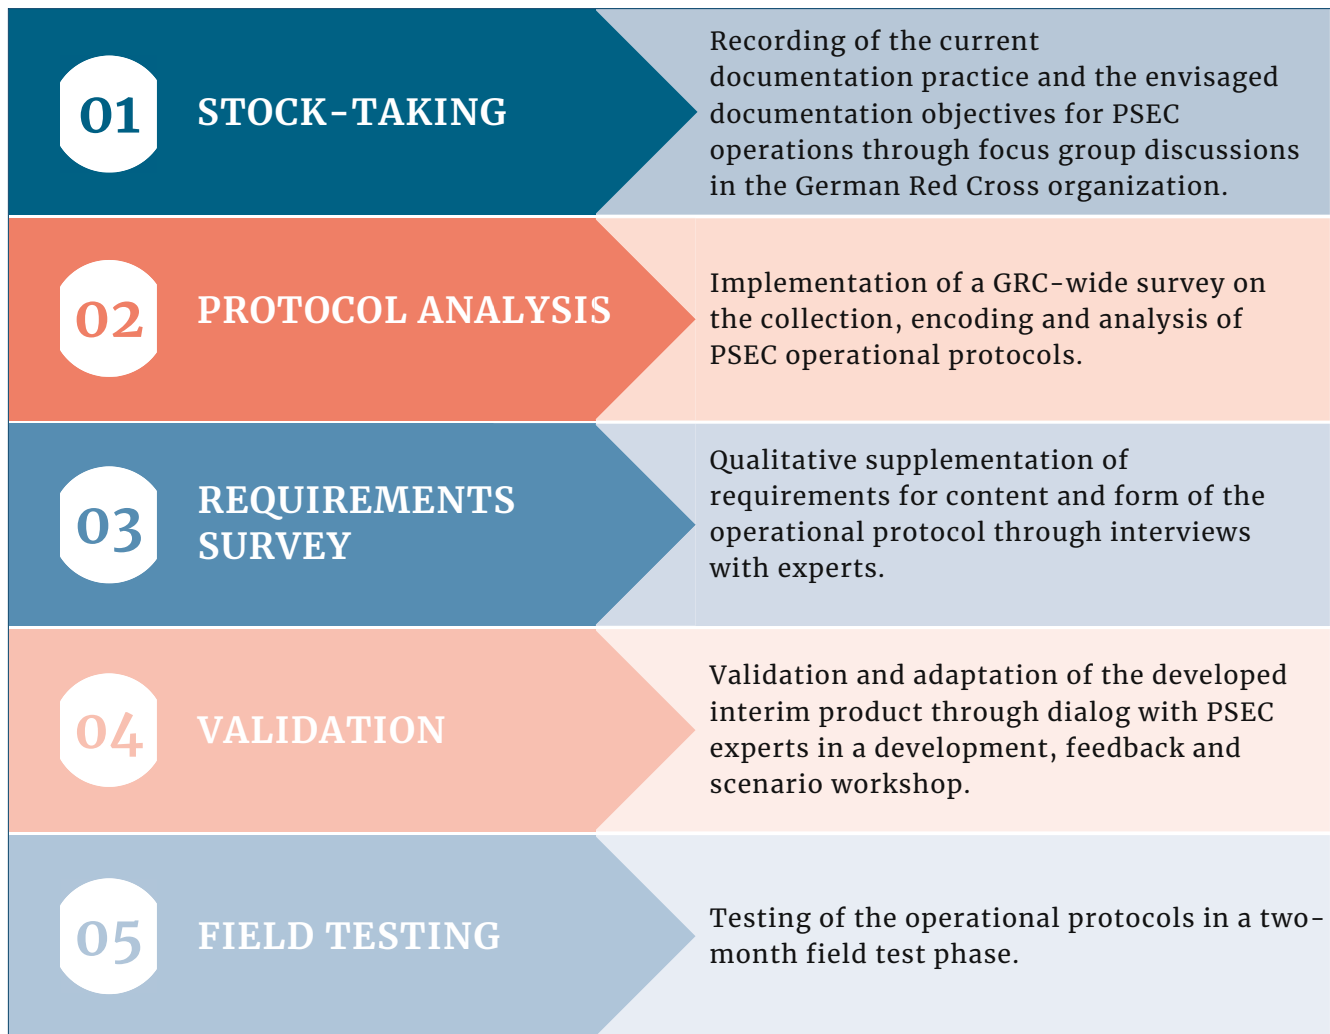 01
STOCK-TAKING
Recording of the current
documentation practice and the envisaged
documentation objectives for PSEC
operations through focus group discussions
in the German Red Cross organization.
02
PROTOCOL ANALYSIS
Implementation of a GRC-wide survey on
the collection, encoding and analysis of
PSEC operational protocols.
03
REQUIREMENTS
SURVEY
Qualitative supplementation of
requirements for content and form of the
operational protocol through interviews
with experts.
04
VALIDATION
Validation and adaptation of the developed
interim product through dialog with PSEC
experts in a development, feedback and
scenario workshop.
05
FIELD TESTING
Testing of the operational protocols in a two-
month field test phase.